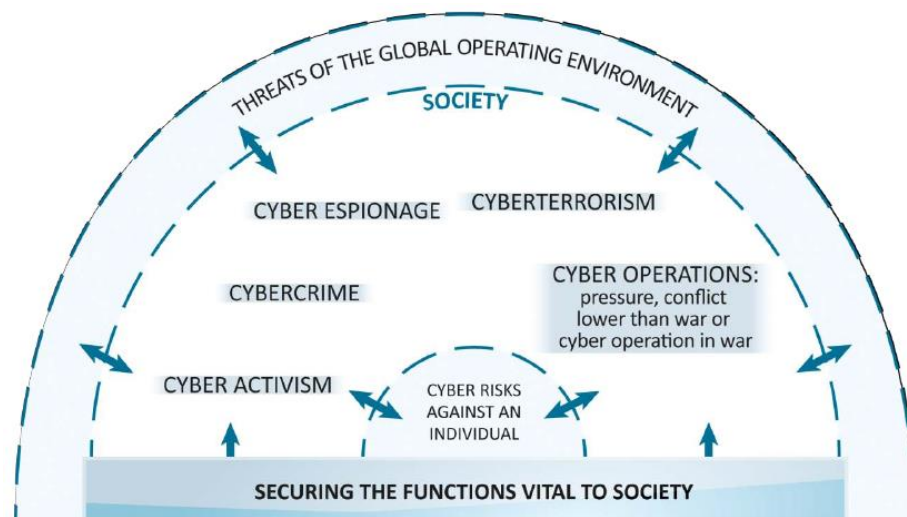 THREATS OF THE GLOBAL OPERATING ENVIRONMENT
SOCIETY
CYBER ESPIONAGE
CYBERTERRORISM
CYBERCRIME
CYBER OPERATIONS:
pressure, conflict
lower than war or
cyber operation in war
CYBER ACTIVISM
CYBER RISKS
AGAINST AN
INDIVIDUAL
SECURING THE FUNCTIONS VITAL TO SOCIETY